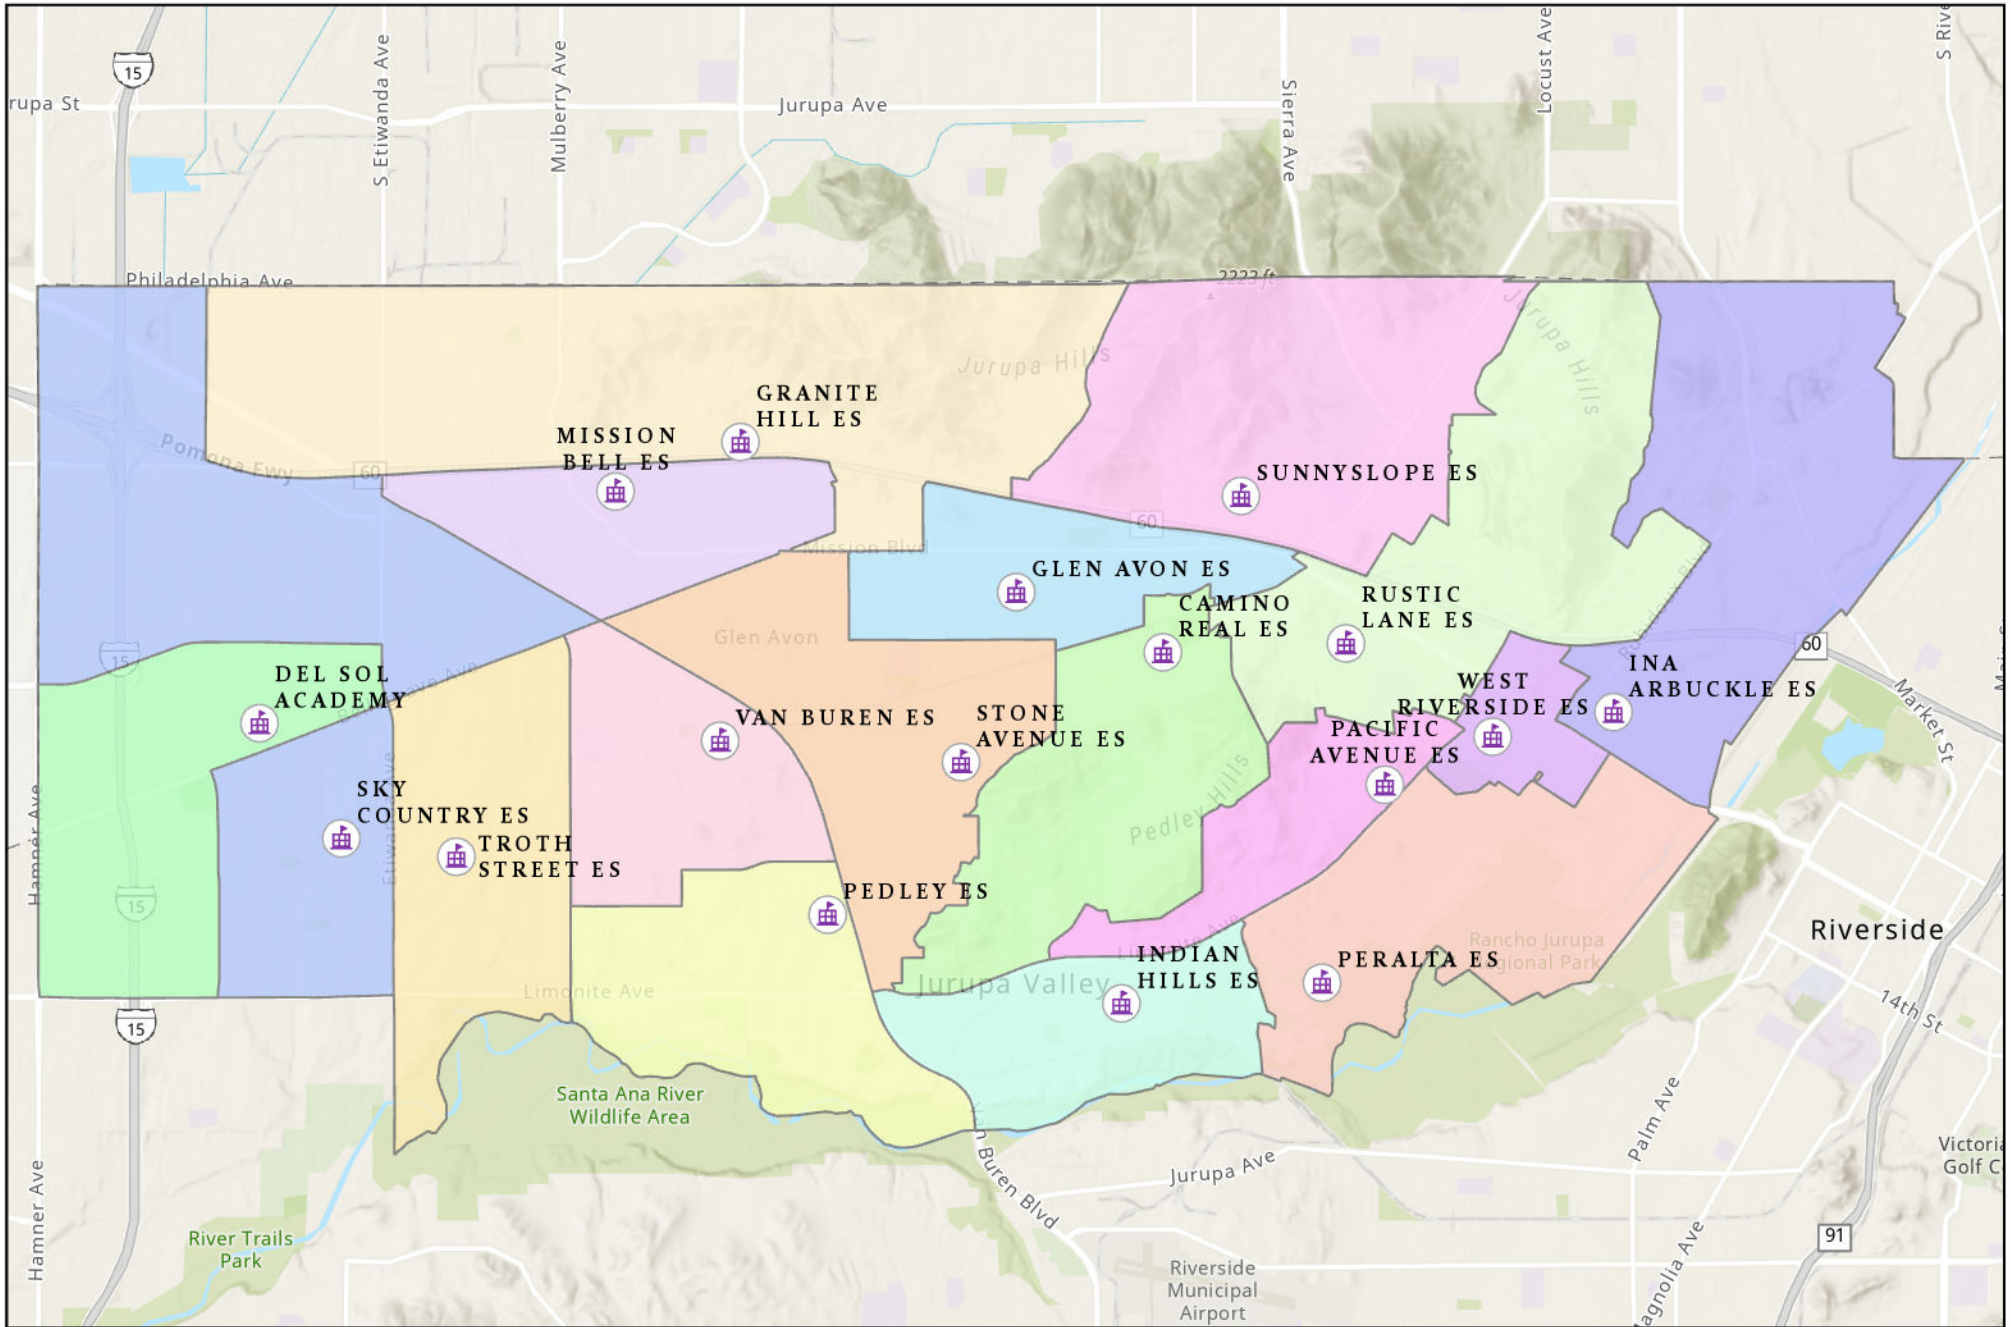 15
S Etiwanda Ave
Mulberry Ave
Sierra Ave
Locust Ave
S Rive
rupa St
Jurupa Ave
Philadelphia Ave
2223 ft
Jurupa Hills
Jurupa Hills
GRANITE
HILL ES
MISSION
BELL ES
Pomona Fwy
60
SUNNYSLOPE ES
60
Mission Blvd
GLEN AVON ES
CAMINO
REAL ES
RUSTIC
LANE ES
Glen Avon
15
60
DEL SOL
ACADEMY
INA
ARBUCKLE ES
WEST
RIVERSIDE ES
VAN BUREN ES
STONE
AVENUE ES
PACIFIC
AVENUE ES
Market St
SKY
COUNTRY ES
Etiwanda Ave
TROTH
STREET ES
Pedley Hills
Hamner Ave
15
PEDLEY ES
Limonite Ave
Riverside
INDIAN
HILLS ES
PERALTA ES
Rancho Jurupa
Regional Park
Jurupa Valley
Limonite Ave
14th St
15
Santa Ana River
Wildlife Area
Palm Ave
Van Buren Blvd
Jurupa Ave
Victoria
Golf C
Hamner Ave
River Trails
Park
91
Riverside
Municipal
Airport
Magnolia Ave